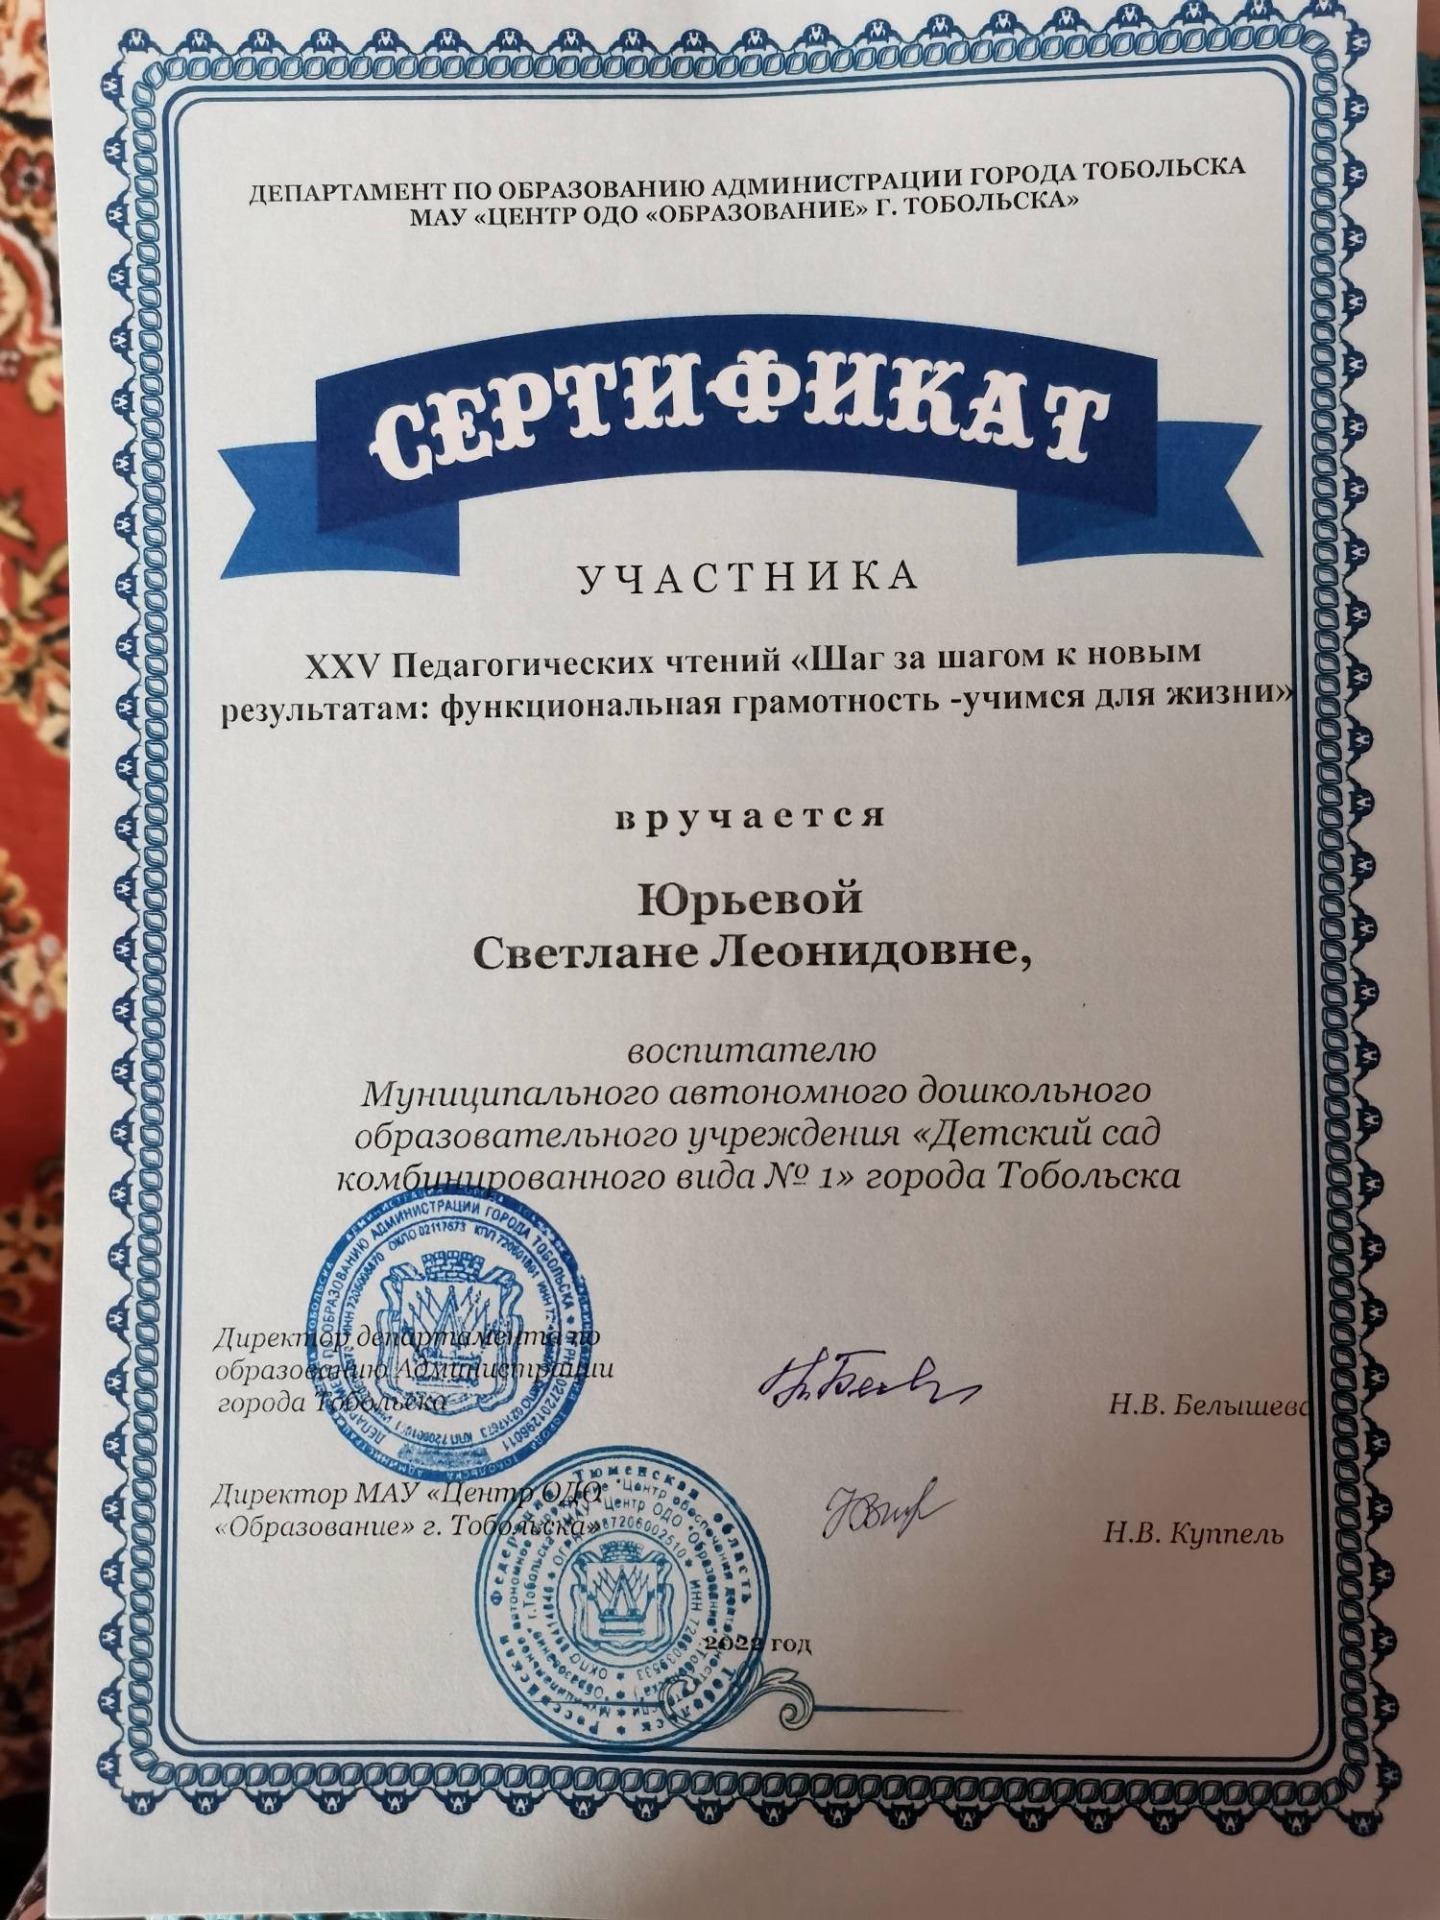 ДЕПАРТАМЕНТ ПО ОБРАЗОВАНИЮ АДМИНИСТРАЦИИ ГОРОДА ТОБОЛЬСКА
МАУ «ЦЕНТР ОДО «ОБРАЗОВАНИЕ» Г. ТОБОЛЬСКА»
СЕРТИФИКАТ
УЧАСТНИКА
XXV Педагогических чтений «Шаг за шагом к новым
результатам: функциональная грамотность -учимся для жизни»
вручается
Юрьевой
Светлане Леонидовне,
воспитателю
Муниципального автономного дошкольного
образовательного учреждения «Детский сад
комбинированного вида № 1» города Тобольска
Директор департамента по
образованию Администрации
города Тобольска
Н.В. Белышева
Директор МАУ «Центр ОДО
«Образование» г. Тобольска»
Н.В. Куппель
2022 год